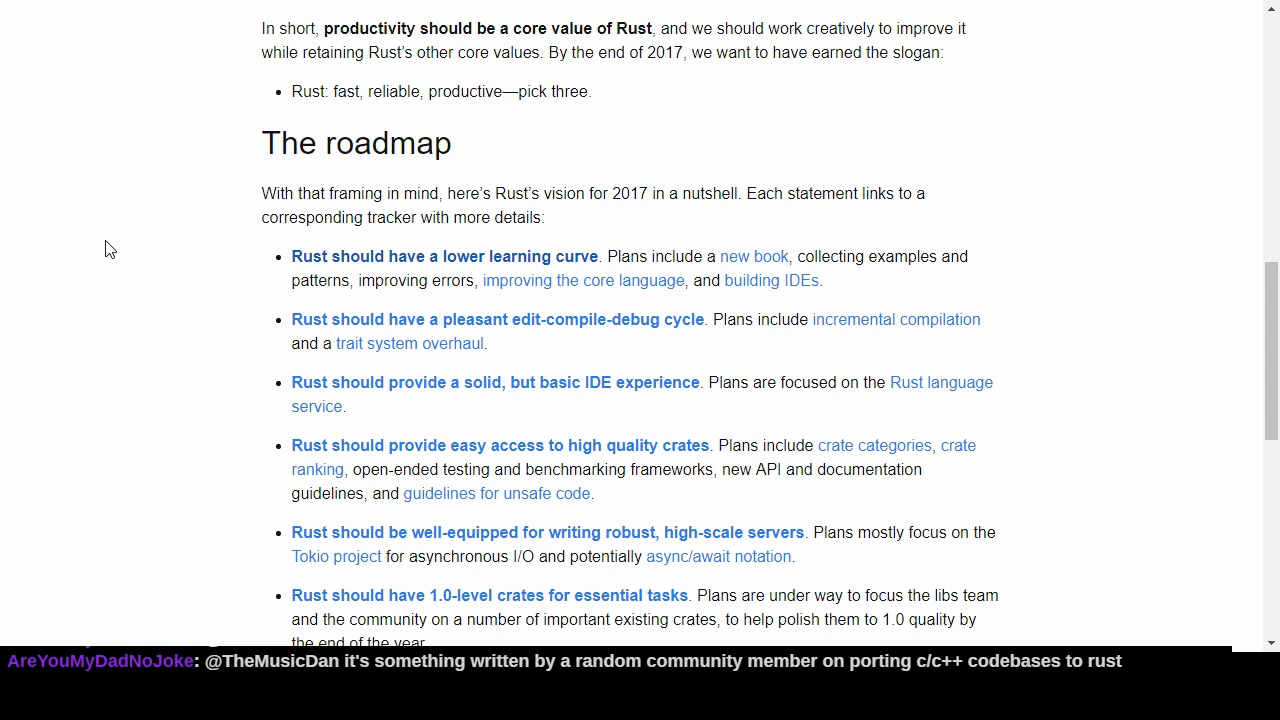 In short, productivity should be a core value of Rust, and we should work creatively to improve it
while retaining Rust's other core values. By the end of 2017, we want to have earned the slogan:
• Rust: fast, reliable, productive—pick three.
The roadmap
With that framing in mind, here's Rust's vision for 2017 in a nutshell. Each statement links to a
corresponding tracker with more details:
• Rust should have a lower learning curve. Plans include a new book, collecting examples and
patterns, improving errors, improving the core language, and building IDEs.
• Rust should have a pleasant edit-compile-debug cycle. Plans include incremental compilation
and a trait system overhaul.
• Rust should provide a solid, but basic IDE experience. Plans are focused on the Rust language
service.
• Rust should provide easy access to high quality crates. Plans include crate categories, crate
ranking, open-ended testing and benchmarking frameworks, new API and documentation
guidelines, and guidelines for unsafe code.
• Rust should be well-equipped for writing robust, high-scale servers. Plans mostly focus on the
Tokio project for asynchronous I/O and potentially async/await notation.
• Rust should have 1.0-level crates for essential tasks. Plans are under way to focus the libs team
and the community on a number of important existing crates, to help polish them to 1.0 quality by
the end of the year.
AreYouMyDadNoJoke: @TheMusicDan it's something written by a random community member on porting c/c++ codebases to rust